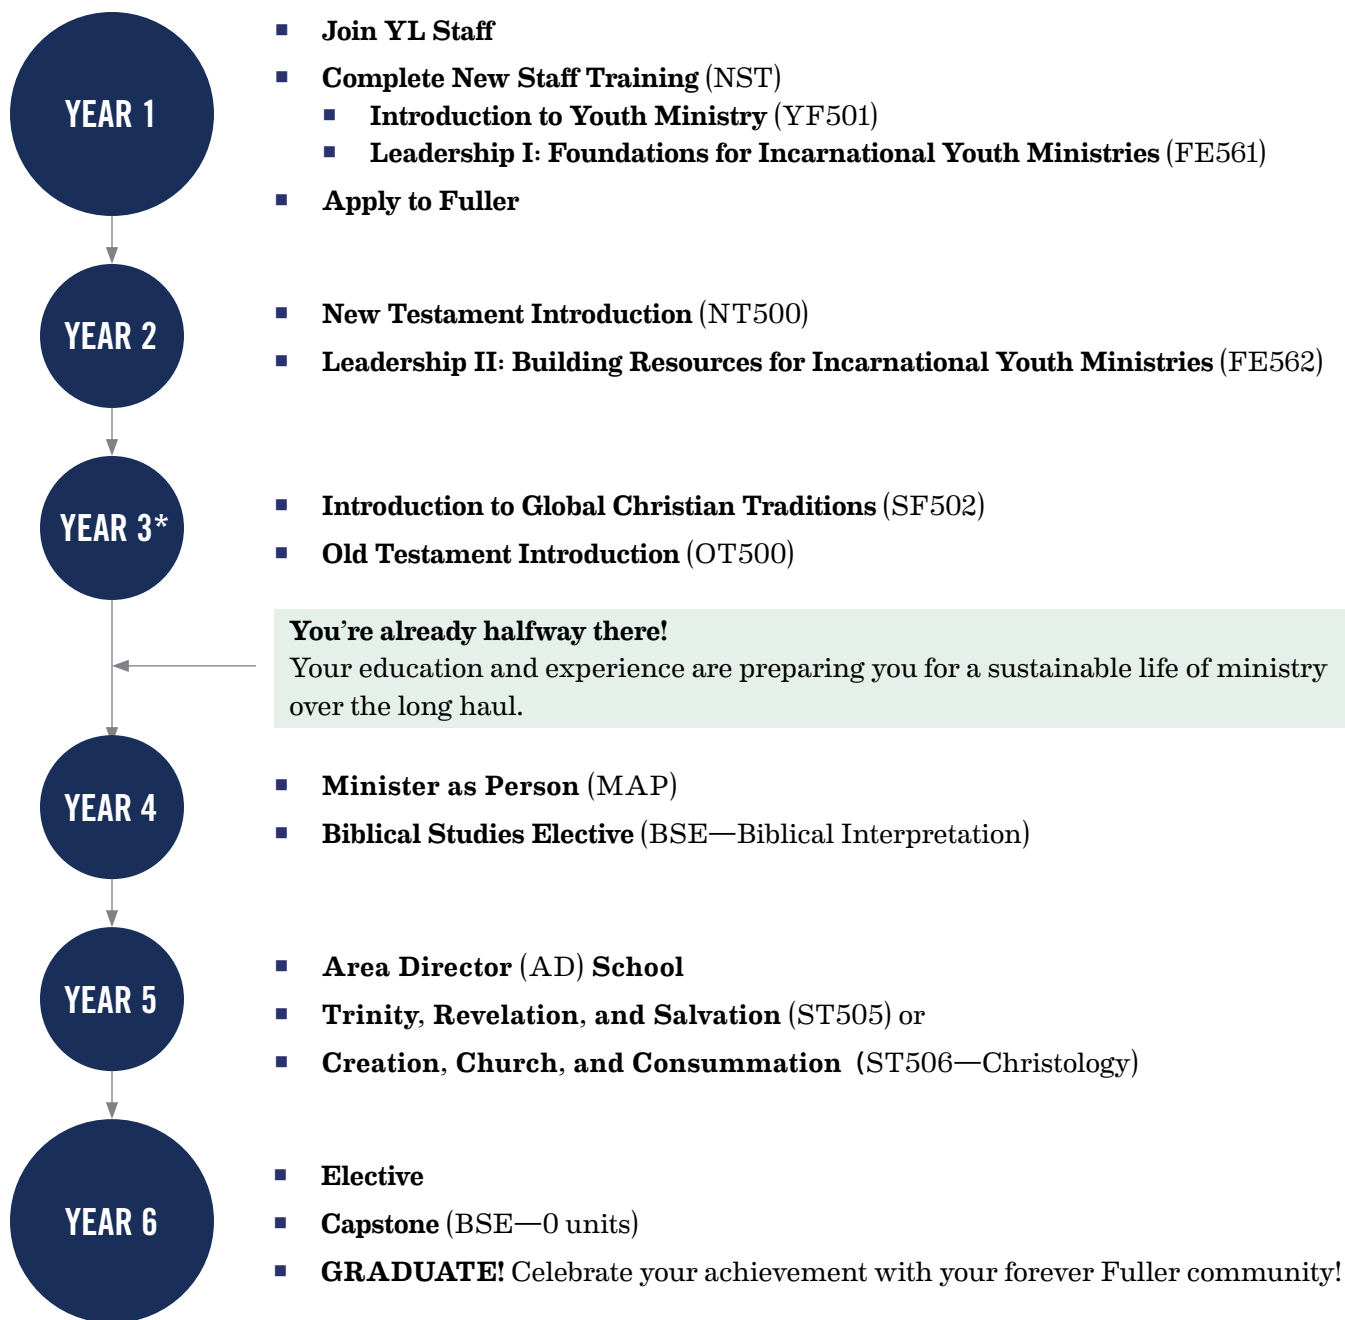 YEAR 1
Join YL Staff
Complete New Staff Training (NST)
Introduction to Youth Ministry (YF501)
Leadership I: Foundations for Incarnational Youth Ministries (FE561)
Apply to Fuller
YEAR 2
New Testament Introduction (NT500)
Leadership II: Building Resources for Incarnational Youth Ministries (FE562)
YEAR 3*
Introduction to Global Christian Traditions (SF502)
Old Testament Introduction (OT500)
You’re already halfway there!
Your education and experience are preparing you for a sustainable life of ministry
over the long haul.
YEAR 4
Minister as Person (MAP)
Biblical Studies Elective (BSE—Biblical Interpretation)
YEAR 5
Area Director (AD) School
Trinity, Revelation, and Salvation (ST505) or
Creation, Church, and Consummation (ST506—Christology)
YEAR 6
Elective
Capstone (BSE—0 units)
GRADUATE! Celebrate your achievement with your forever Fuller community!